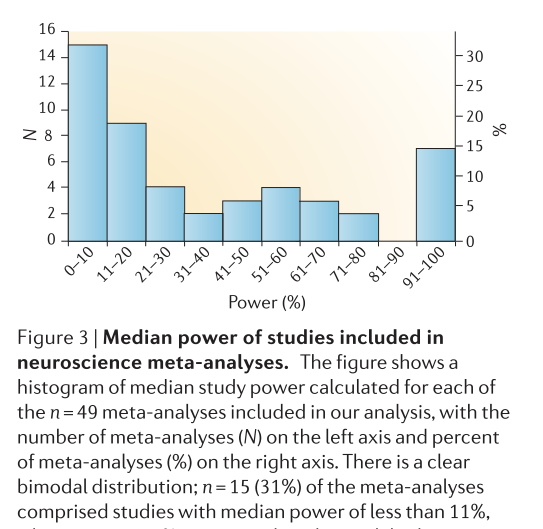 16
14
12
10
8
6
4
2
0
N
30
25
20
15
10
5
0
%
0–10
11–20
21–30
31–40
41–50
51–60
61–70
71–80
81–90
91–100
Power (%)
Figure 3 | Median power of studies included in
neuroscience meta-analyses. The figure shows a
histogram of median study power calculated for each of
the n = 49 meta-analyses included in our analysis, with the
number of meta-analyses (N) on the left axis and percent
of meta-analyses (%) on the right axis. There is a clear
bimodal distribution; n = 15 (31%) of the meta-analyses
comprised studies with median power of less than 11%,